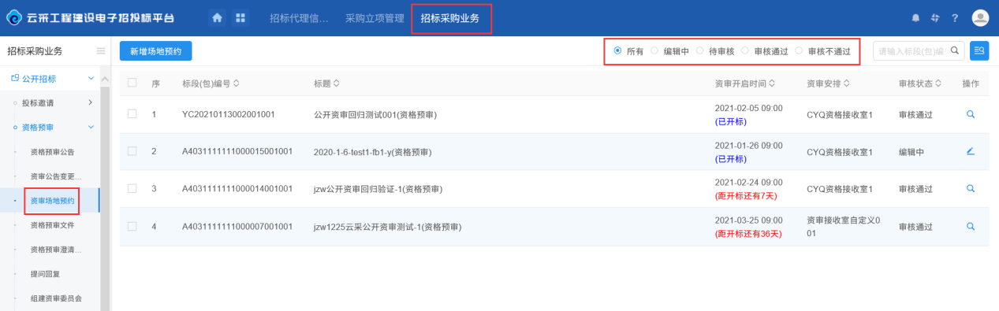 云采工程建设电子招投标平台
招标代理信...
采购立项管理
招标采购业务
?
招标采购业务
新增场地预约
所有
编辑中
待审核
审核通过
审核不通过
请输入标段(包)编
公开招标
投标邀请
资格预审
资格预审公告
资审公告变更...
资审场地预约
资格预审文件
资格预审澄清...
提问回复
组建资审委员会
序 标段(包)编号 标题 资审开启时间 资审安排 审核状态 操作
1 YC20210113002001001 公开资审回归测试001(资格预审) 2021-02-05 09:00 CYQ资格接收室1 审核通过
(已开标)
2 A4031111111000015001001 2020-1-6-test1-fb1-y(资格预审) 2021-01-26 09:00 CYQ资格接收室1 编辑中
(已开标)
3 A4031111111000014001001 jzw公开资审回归验证-1(资格预审) 2021-02-24 09:00 CYQ资格接收室1 审核通过
(距开标还有7天)
4 A4031111111000007001001 jzw1225云采公开资审测试-1(资格预审) 2021-03-25 09:00 资审接收室自定义0 审核通过
(距开标还有36天) 01